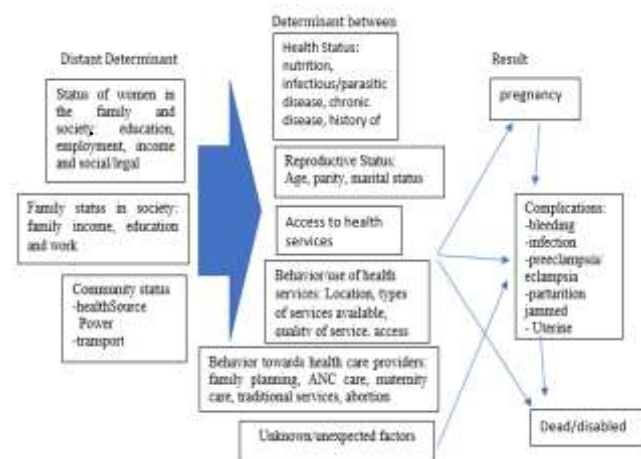 Distant Determinant
Status of women in
the family and
society: education,
employment, income
and social/legal
Family status in society:
family income, education
and work
Community status
-healthSource
Power
-transport
Determinant between
Health Status:
nutrition,
infectious/parasitic
disease, chronic
disease, history of
Reproductive Status:
Age, parity, marital status
Access to health
services
Behavior/use of health
services: Location, types
of services available,
quality of service, access
Behavior towards health care providers:
family planning, ANC care, maternity
care, traditional services, abortion
Unknown/unexpected factors
Result
pregnancy
Complications:
-bleeding
-infection
-preeclampsia/
eclampsia
-parturition
jammed
- Uterine
Dead/disabled